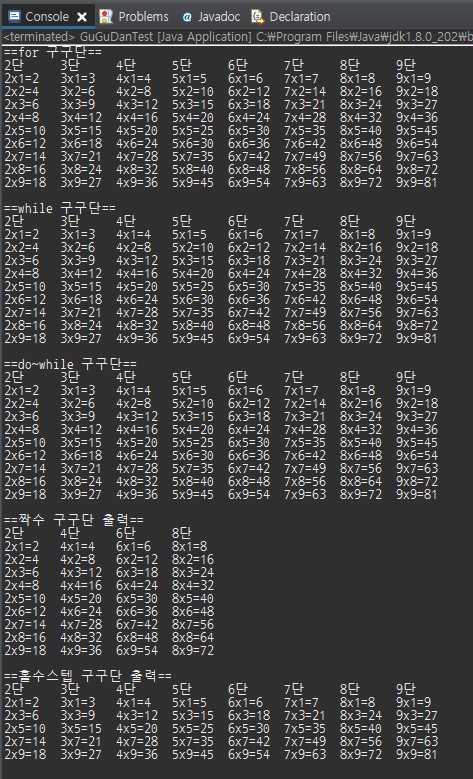 Console Problems Javadoc Declaration
<terminated> GuGuDanTest [Java Application] C:₩Program Files₩Java₩jdk1.8.0_202₩b
==for 구구단==
2단 3단 4단 5단 6단 7단 8단 9단
2x1=2 3x1=3 4x1=4 5x1=5 6x1=6 7x1=7 8x1=8 9x1=9
2x2=4 3x2=6 4x2=8 5x2=10 6x2=12 7x2=14 8x2=16 9x2=18
2x3=6 3x3=9 4x3=12 5x3=15 6x3=18 7x3=21 8x3=24 9x3=27
2x4=8 3x4=12 4x4=16 5x4=20 6x4=24 7x4=28 8x4=32 9x4=36
2x5=10 3x5=15 4x5=20 5x5=25 6x5=30 7x5=35 8x5=40 9x5=45
2x6=12 3x6=18 4x6=24 5x6=30 6x6=36 7x6=42 8x6=48 9x6=54
2x7=14 3x7=21 4x7=28 5x7=35 6x7=42 7x7=49 8x7=56 9x7=63
2x8=16 3x8=24 4x8=32 5x8=40 6x8=48 7x8=56 8x8=64 9x8=72
2x9=18 3x9=27 4x9=36 5x9=45 6x9=54 7x9=63 8x9=72 9x9=81
==while 구구단==
2단 3단 4단 5단 6단 7단 8단 9단
2x1=2 3x1=3 4x1=4 5x1=5 6x1=6 7x1=7 8x1=8 9x1=9
2x2=4 3x2=6 4x2=8 5x2=10 6x2=12 7x2=14 8x2=16 9x2=18
2x3=6 3x3=9 4x3=12 5x3=15 6x3=18 7x3=21 8x3=24 9x3=27
2x4=8 3x4=12 4x4=16 5x4=20 6x4=24 7x4=28 8x4=32 9x4=36
2x5=10 3x5=15 4x5=20 5x5=25 6x5=30 7x5=35 8x5=40 9x5=45
2x6=12 3x6=18 4x6=24 5x6=30 6x6=36 7x6=42 8x6=48 9x6=54
2x7=14 3x7=21 4x7=28 5x7=35 6x7=42 7x7=49 8x7=56 9x7=63
2x8=16 3x8=24 4x8=32 5x8=40 6x8=48 7x8=56 8x8=64 9x8=72
2x9=18 3x9=27 4x9=36 5x9=45 6x9=54 7x9=63 8x9=72 9x9=81
==do~while 구구단==
2단 3단 4단 5단 6단 7단 8단 9단
2x1=2 3x1=3 4x1=4 5x1=5 6x1=6 7x1=7 8x1=8 9x1=9
2x2=4 3x2=6 4x2=8 5x2=10 6x2=12 7x2=14 8x2=16 9x2=18
2x3=6 3x3=9 4x3=12 5x3=15 6x3=18 7x3=21 8x3=24 9x3=27
2x4=8 3x4=12 4x4=16 5x4=20 6x4=24 7x4=28 8x4=32 9x4=36
2x5=10 3x5=15 4x5=20 5x5=25 6x5=30 7x5=35 8x5=40 9x5=45
2x6=12 3x6=18 4x6=24 5x6=30 6x6=36 7x6=42 8x6=48 9x6=54
2x7=14 3x7=21 4x7=28 5x7=35 6x7=42 7x7=49 8x7=56 9x7=63
2x8=16 3x8=24 4x8=32 5x8=40 6x8=48 7x8=56 8x8=64 9x8=72
2x9=18 3x9=27 4x9=36 5x9=45 6x9=54 7x9=63 8x9=72 9x9=81
==짝수 구구단 출력==
2단 4단 6단 8단
2x1=2 4x1=4 6x1=6 8x1=8
2x2=4 4x2=8 6x2=12 8x2=16
2x3=6 4x3=12 6x3=18 8x3=24
2x4=8 4x4=16 6x4=24 8x4=32
2x5=10 4x5=20 6x5=30 8x5=40
2x6=12 4x6=24 6x6=36 8x6=48
2x7=14 4x7=28 6x7=42 8x7=56
2x8=16 4x8=32 6x8=48 8x8=64
2x9=18 4x9=36 6x9=54 8x9=72
==홀수스텝 구구단 출력==
2단 3단 4단 5단 6단 7단 8단 9단
2x1=2 3x1=3 4x1=4 5x1=5 6x1=6 7x1=7 8x1=8 9x1=9
2x3=6 3x3=9 4x3=12 5x3=15 6x3=18 7x3=21 8x3=24 9x3=27
2x5=10 3x5=15 4x5=20 5x5=25 6x5=30 7x5=35 8x5=40 9x5=45
2x7=14 3x7=21 4x7=28 5x7=35 6x7=42 7x7=49 8x7=56 9x7=63
2x9=18 3x9=27 4x9=36 5x9=45 6x9=54 7x9=63 8x9=72 9x9=81